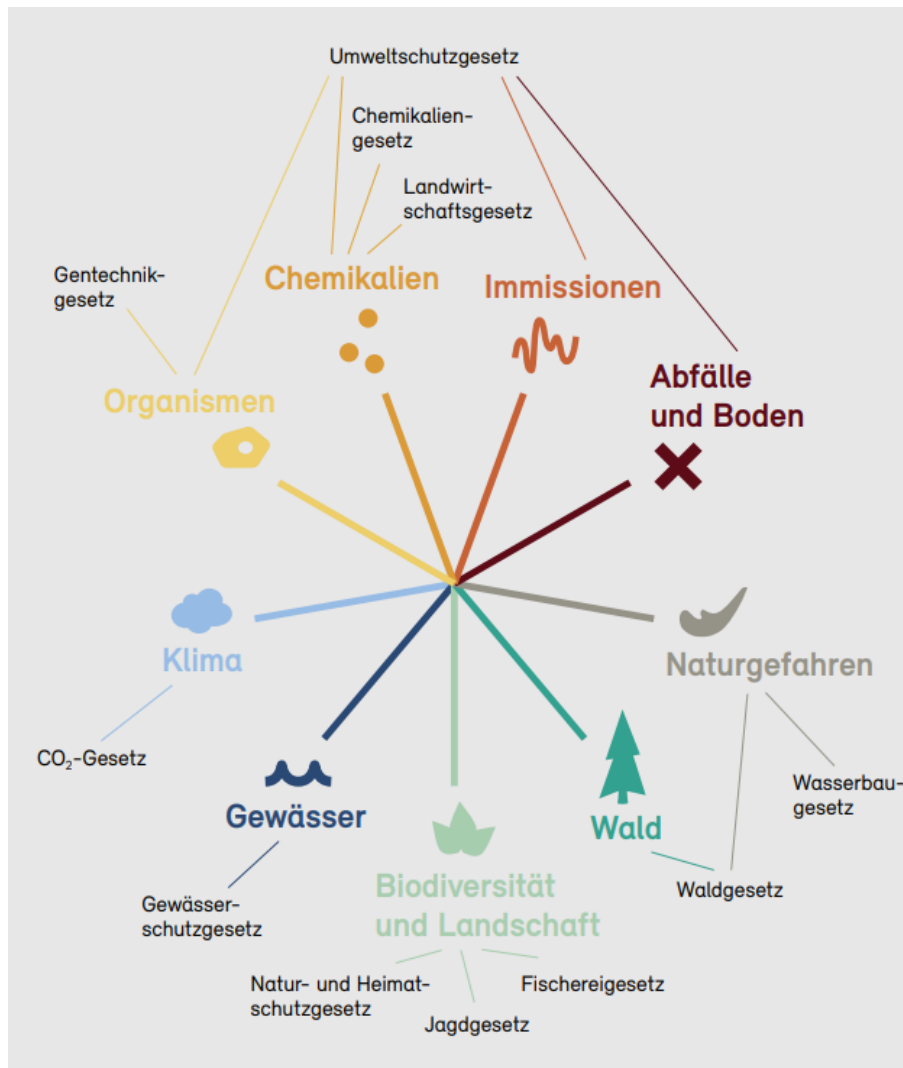 Umweltschutzgesetz
Chemikalien-
gesetz
Landwirt-
schaftsgesetz
Gentechnik-
gesetz
Chemikalien
Immissionen
Organismen
Abfälle
und Boden
Klima
Naturgefahren
CO₂-Gesetz
Gewässer
Wald
Wasserbau-
gesetz
Biodiversität
und Landschaft
Waldgesetz
Gewässer-
schutzgesetz
Natur- und Heimat-
schutzgesetz
Fischereigesetz
Jagdgesetz